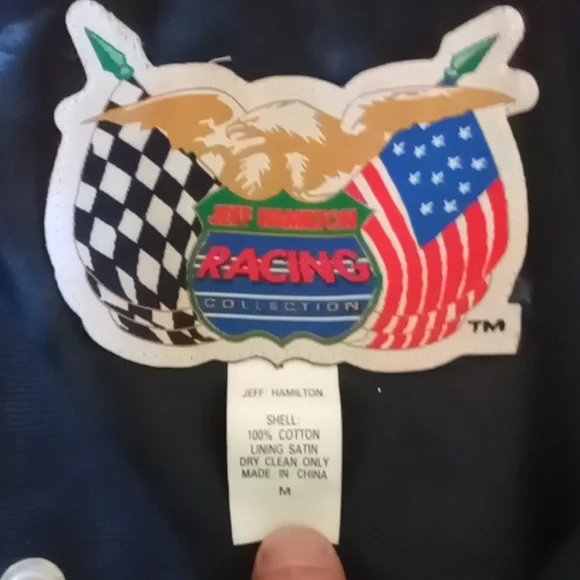 JEFF HAMILTON
RACING
COLLECTION
TM
JEFF HAMILTON
SHELL:
100% COTTON
LINING SATIN
DRY CLEAN ONLY
MADE IN CHINA
M